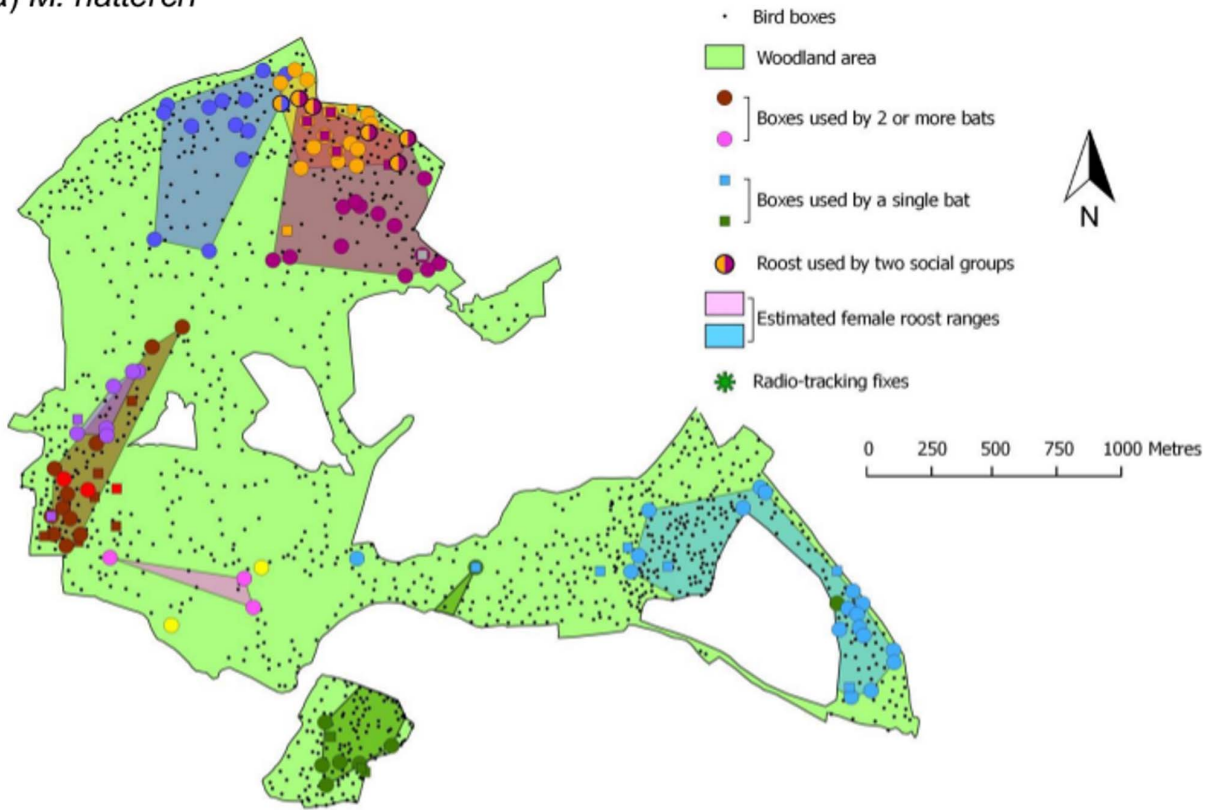 M. nattereri
Bird boxes
Woodland area
Boxes used by 2 or more bats
Boxes used by a single bat
Roost used by two social groups
Estimated female roost ranges
Radio-tracking fixes
N
0 250 500 750 1000 Metres